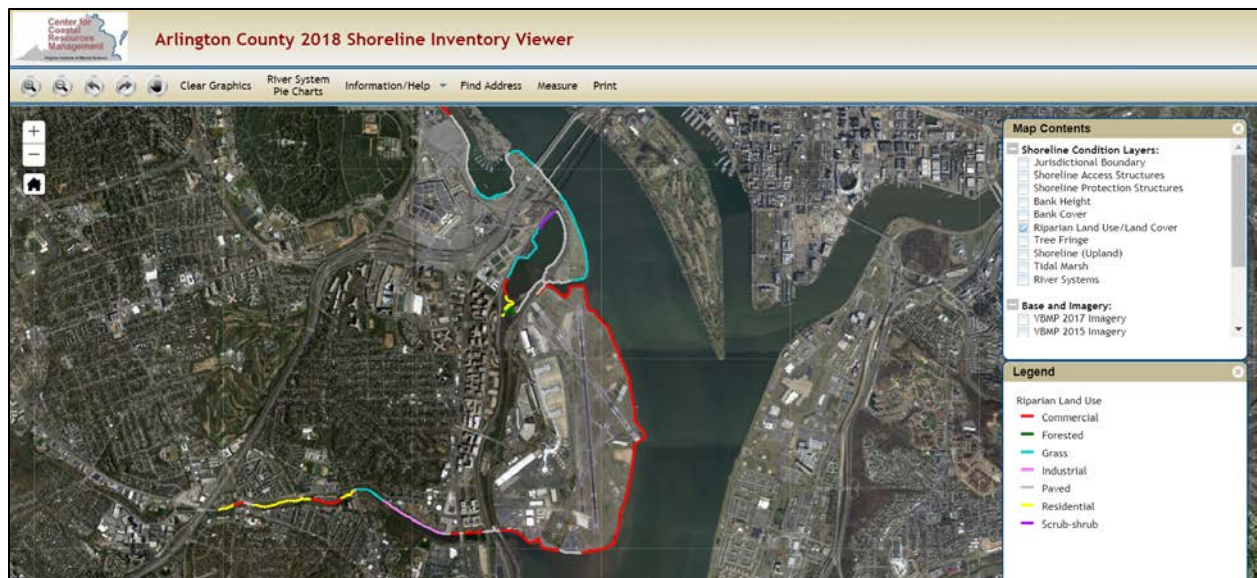 Center for
Coastal
Resources
Management
Arlington County 2018 Shoreline Inventory Viewer
Clear Graphics
River System
Pie Charts
Information/Help
Find Address
Measure
Print
+
−
Map Contents
Shoreline Condition Layers:
Jurisdictional Boundary
Shoreline Access Structures
Shoreline Protection Structures
Bank Height
Bank Cover
Riparian Land Use/Land Cover
Tree Fringe
Shoreline (Upland)
Tidal Marsh
River Systems
Base and Imagery:
VBMP 2017 Imagery
VBMP 2015 Imagery
Legend
Riparian Land Use
Commercial
Forested
Grass
Industrial
Paved
Residential
Scrub-shrub